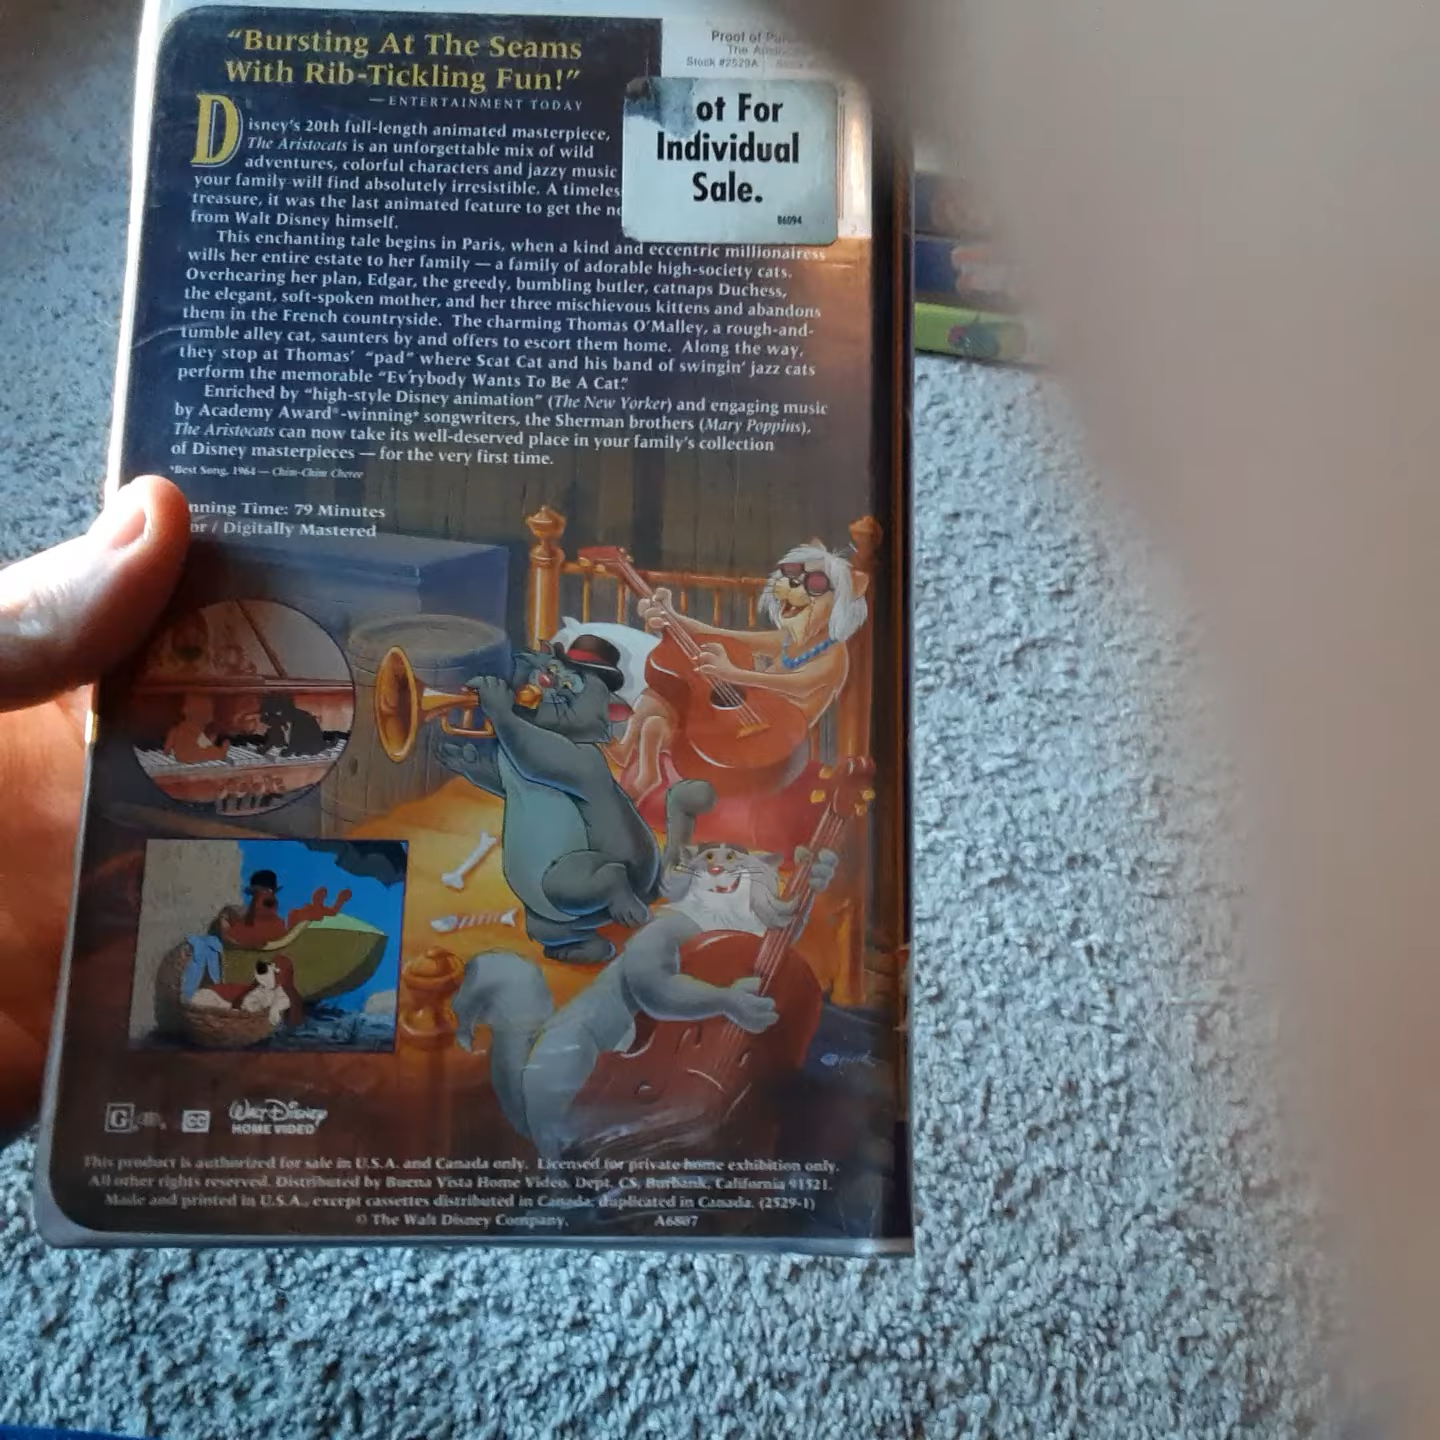 "Bursting At The Seams
With Rib-Tickling Fun!"
— ENTERTAINMENT TODAY
Proof of
The
Stock #2529A
ot For
Individual
Sale.
86094
Disney's 20th full-length animated masterpiece,
The Aristocats is an unforgettable mix of wild
adventures, colorful characters and jazzy music
your family will find absolutely irresistible. A timeles
treasure, it was the last animated feature to get the
from Walt Disney himself.
This enchanting tale begins in Paris, when a kind and eccentric millionairess
wills her entire estate to her family — a family of adorable high-society cats.
Overhearing her plan, Edgar, the greedy, bumbling butler, catnaps Duchess,
the elegant, soft-spoken mother, and her three mischievous kittens and abandons
them in the French countryside. The charming Thomas O'Malley, a rough-and-
tumble alley cat, saunters by and offers to escort them home. Along the way,
they stop at Thomas' "pad" where Scat Cat and his band of swingin' jazz cats
perform the memorable "Ev'rybody Wants To Be A Cat."
Enriched by "high-style Disney animation" (The New Yorker) and engaging music
by Academy Award®-winning* songwriters, the Sherman brothers (Mary Poppins),
The Aristocats can now take its well-deserved place in your family's collection
of Disney masterpieces — for the very first time.
*Best Song, 1964 — Chim-Chim Cheree
nning Time: 79 Minutes
or / Digitally Mastered
G CC Walt Disney
HOME VIDEO
This product is authorized for sale in U.S.A. and Canada only. Licensed for private home exhibition only.
All other rights reserved. Distributed by Buena Vista Home Video, Dept. CS, Burbank, California 91521.
Made and printed in U.S.A., except cassettes distributed in Canada, duplicated in Canada. (2529-1)
© The Walt Disney Company. A6807